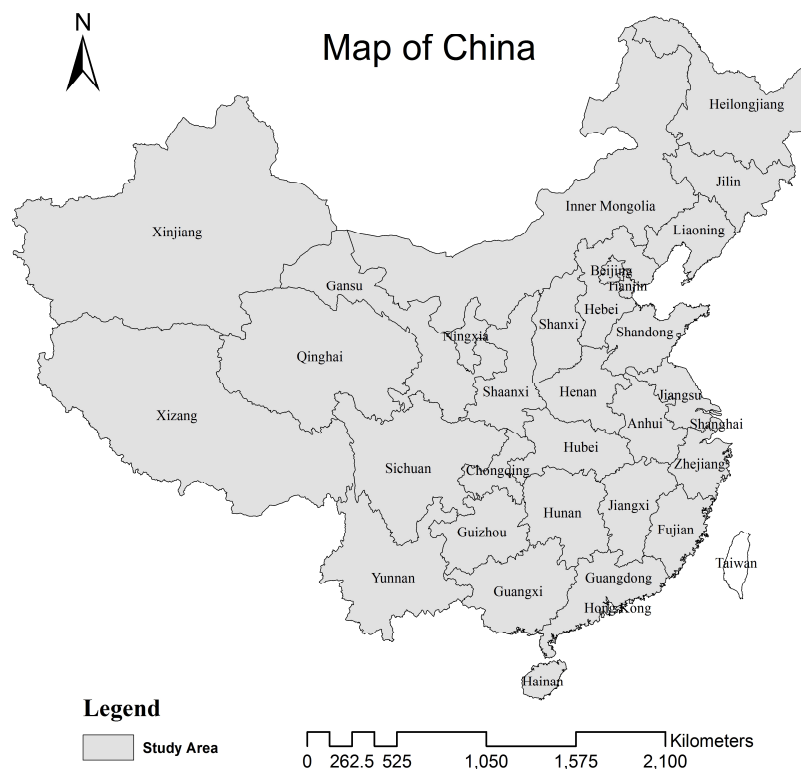 N
Map of China
Heilongjiang
Jilin
Inner Mongolia
Liaoning
Xinjiang
Beijing
Tianjin
Gansu
Hebei
Shanxi
Shandong
Ningxia
Qinghai
Shaanxi
Henan
Jiangsu
Xizang
Anhui
Shanghai
Hubei
Sichuan
Chongqing
Zhejiang
Hunan
Jiangxi
Guizhou
Fujian
Taiwan
Yunnan
Guangdong
Guangxi
Hong Kong
Hainan
Legend
Study Area
Kilometers
0 262.5 525 1,050 1,575 2,100